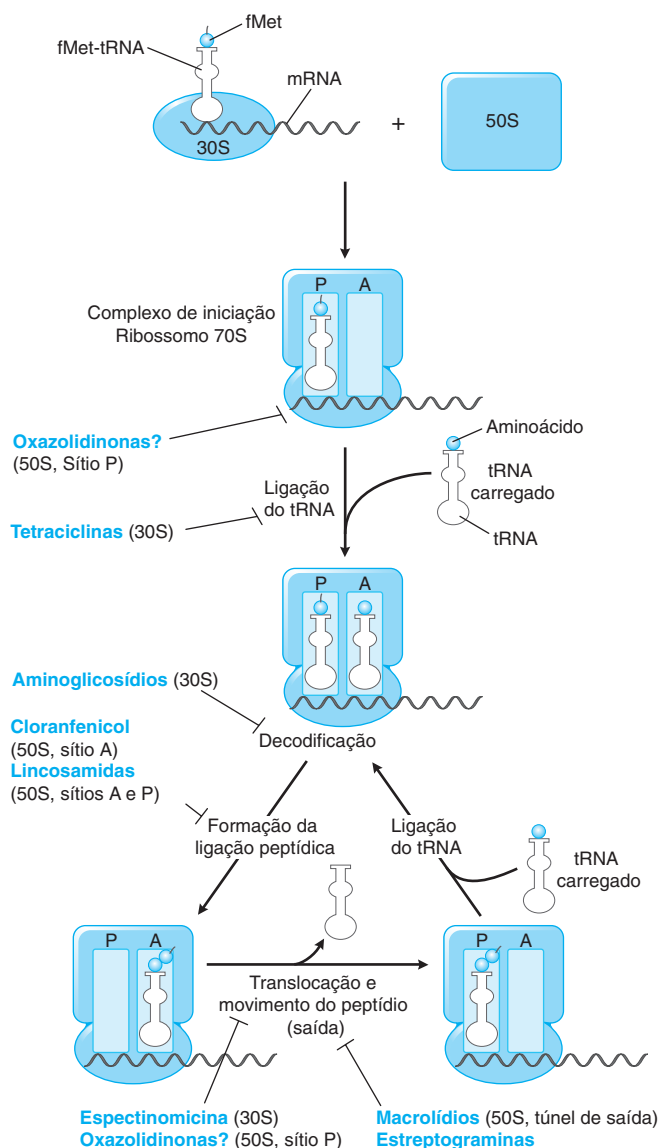 fMet
fMet-tRNA
mRNA
30S
+
50S
P A
Complexo de iniciação
Ribossomo 70S
Oxazolidinonas?
(50S, Sítio P)
Aminoácido
tRNA
carregado
Ligação
do tRNA
Tetraciclinas (30S)
tRNA
P A
Aminoglicosídios (30S)
Decodificação
Cloranfenicol
(50S, sítio A)
Lincosamidas
(50S, sítios A e P)
Formação da
ligação peptídica
Ligação
do tRNA
tRNA
carregado
P A
P A
Translocação e
movimento do peptídio
(saída)
Espectinomicina (30S)
Oxazolidinonas? (50S, sítio P)
Macrolídios (50S, túnel de saída)
Estreptograminas